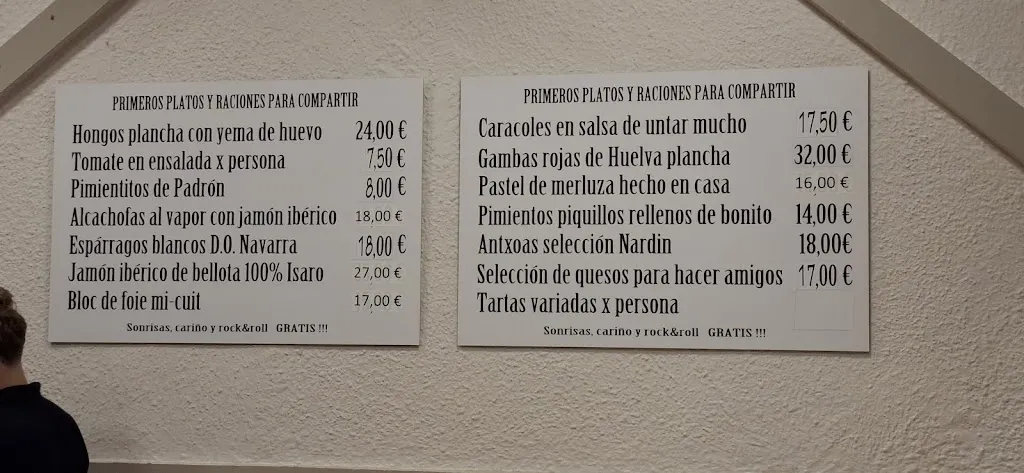 PRIMEROS PLATOS Y RACIONES PARA COMPARTIR
Hongos plancha con yema de huevo 24,00 €
Tomate en ensalada x persona 7,50 €
Pimientitos de Padrón 8,00 €
Alcachofas al vapor con jamón ibérico 18,00 €
Espárragos blancos D.O. Navarra 18,00 €
Jamón ibérico de bellota 100% Isaro 27,00 €
Bloc de foie mi-cuit 17,00 €
Sonrisas, cariño y rock&roll GRATIS !!!
PRIMEROS PLATOS Y RACIONES PARA COMPARTIR
Caracoles en salsa de untar mucho 17,50 €
Gambas rojas de Huelva plancha 32,00 €
Pastel de merluza hecho en casa 16,00 €
Pimientos piquillos rellenos de bonito 14,00 €
Antxoas selección Nardin 18,00€
Selección de quesos para hacer amigos 17,00 €
Tartas variadas x persona
Sonrisas, cariño y rock&roll GRATIS !!!